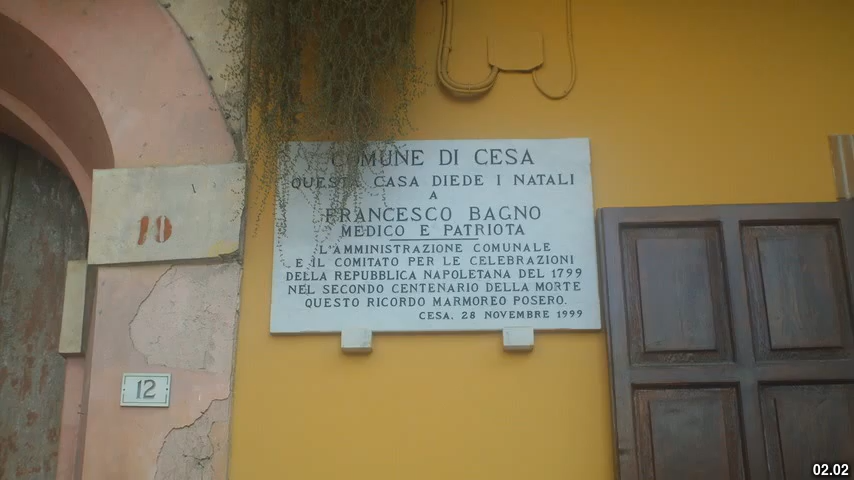 COMUNE DI CESA
QUESTA CASA DIEDE I NATALI
A
FRANCESCO BAGNO
MEDICO E PATRIOTA
L'AMMINISTRAZIONE COMUNALE
E IL COMITATO PER LE CELEBRAZIONI
DELLA REPUBBLICA NAPOLETANA DEL 1799
NEL SECONDO CENTENARIO DELLA MORTE
QUESTO RICORDO MARMOREO POSERO.
CESA, 28 NOVEMBRE 1999
10
12
02.02